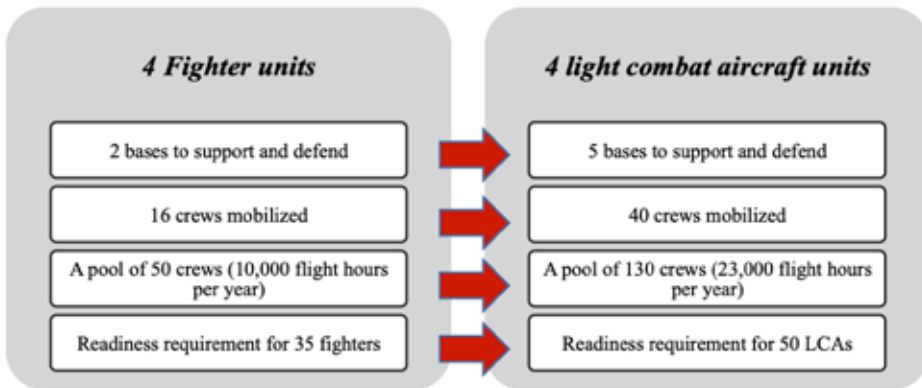 4 Fighter units
2 bases to support and defend
16 crews mobilized
A pool of 50 crews (10,000 flight hours
per year)
Readiness requirement for 35 fighters
4 light combat aircraft units
5 bases to support and defend
40 crews mobilized
A pool of 130 crews (23,000 flight hours
per year)
Readiness requirement for 50 LCAs